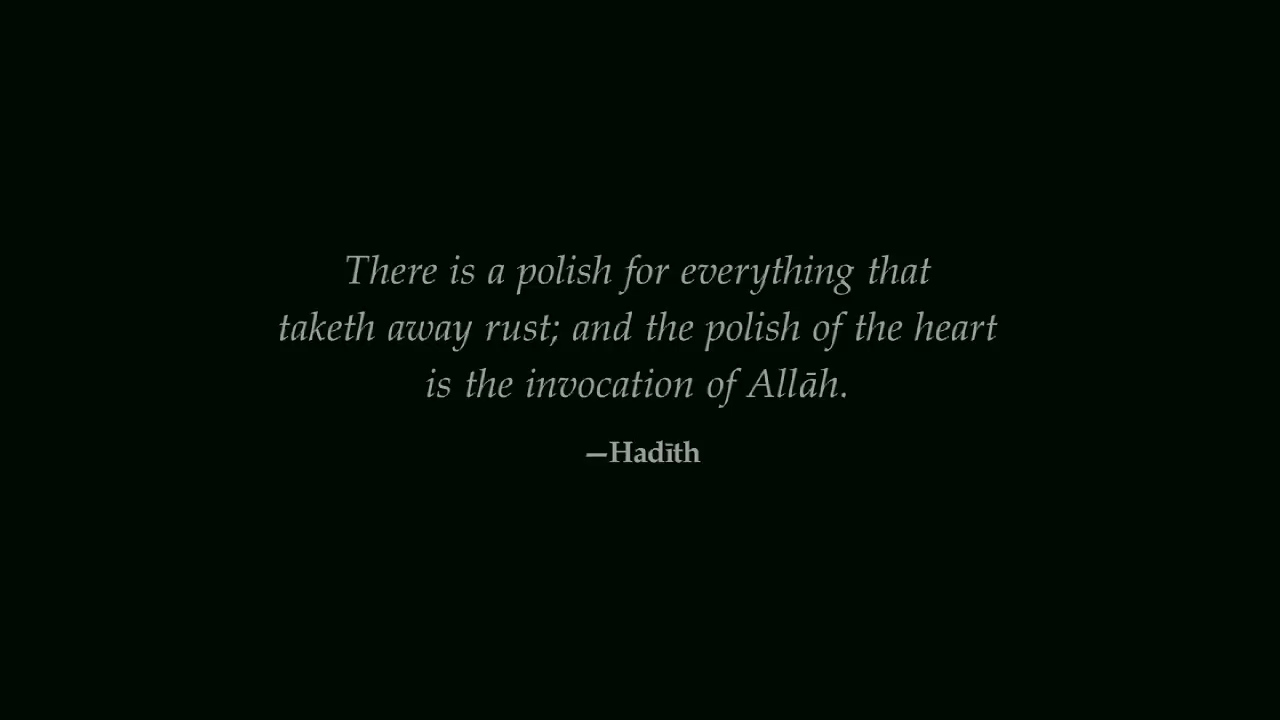 There is a polish for everything that
taketh away rust; and the polish of the heart
is the invocation of Allāh.
—Hadīth